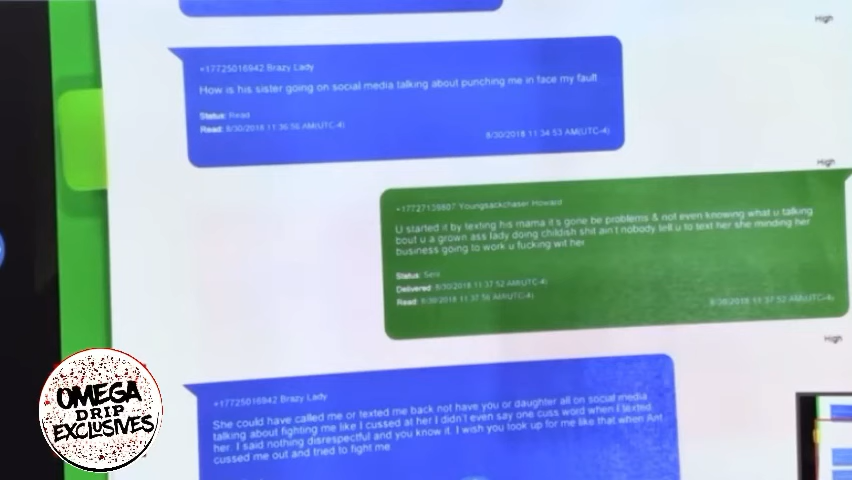 High
+17725016942 Brazy Lady
How is his sister going on social media talking about punching me in face my fault
Status: Read
Read: 8/30/2018 11:35:56 AM(UTC-4)
8/30/2018 11:34:53 AM(UTC-4)
High
Youngsackchaser Howard
U started it by texting his mama it's gone be problems & not even knowing what u talking
bout u a grown ass lady doing childish shit ain't nobody tell u to text her she minding her
business going to work u fucking wit her
Status: Sent
Delivered: 8/30/2018 11:37:52 AM(UTC-4)
Read: 8/30/2018 11:37:56 AM(UTC-4)
8/30/2018 11:37:52 AM(UTC-4)
High
+17725016942 Brazy Lady
She could have called me or texted me back not have you or daughter all on social media
talking about fighting me like I cussed at her I didn't even say one cuss word when I texted
her. I said nothing disrespectful and you know it. I wish you took up for me like that when Ant
cussed me out and tried to fight me
OMEGA
DRIP
EXCLUSIVES